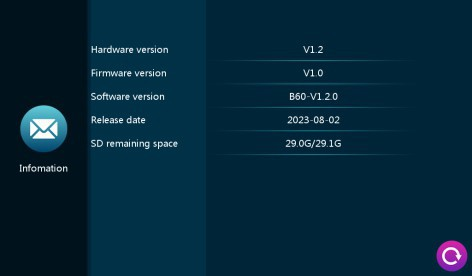 Hardware version V1.2
Firmware version V1.0
Software version B60-V1.2.0
Release date 2023-08-02
SD remaining space 29.0G/29.1G
Infomation